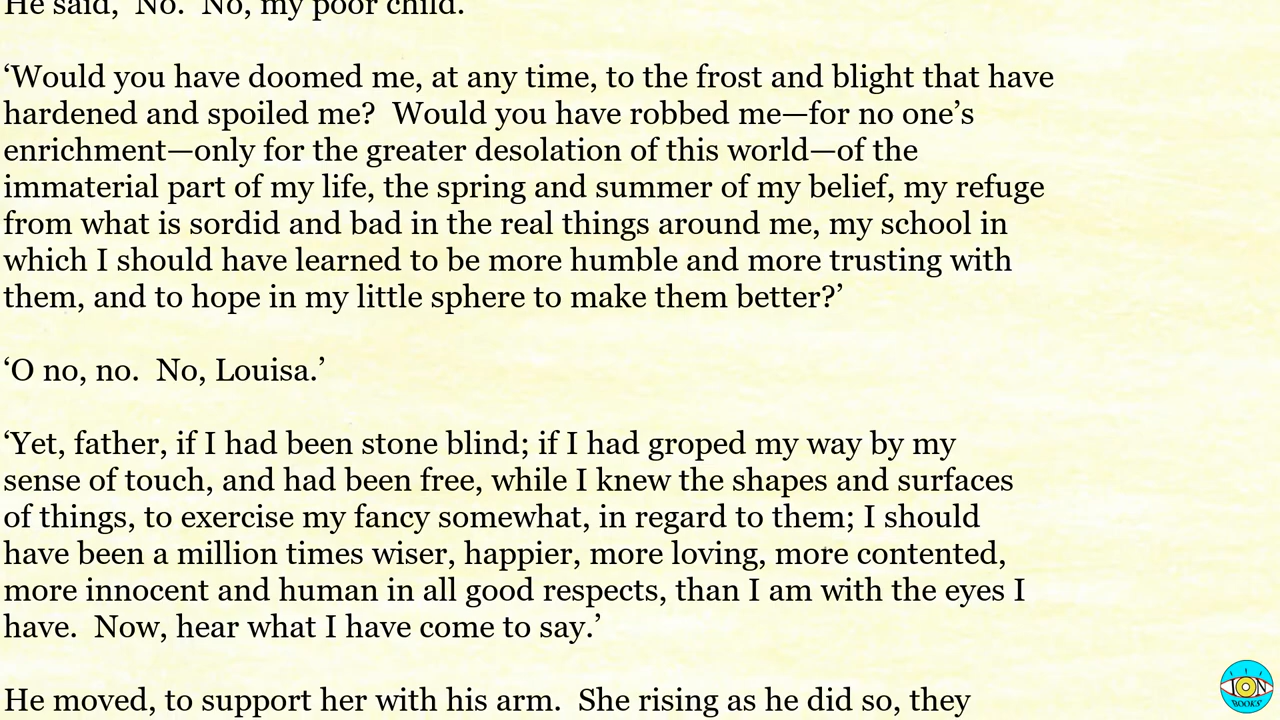 He said, ‘No.  No, my poor child.’
‘Would you have doomed me, at any time, to the frost and blight that have
hardened and spoiled me?  Would you have robbed me—for no one’s
enrichment—only for the greater desolation of this world—of the
immaterial part of my life, the spring and summer of my belief, my refuge
from what is sordid and bad in the real things around me, my school in
which I should have learned to be more humble and more trusting with
them, and to hope in my little sphere to make them better?’
‘O no, no.  No, Louisa.’
‘Yet, father, if I had been stone blind; if I had groped my way by my
sense of touch, and had been free, while I knew the shapes and surfaces
of things, to exercise my fancy somewhat, in regard to them; I should
have been a million times wiser, happier, more loving, more contented,
more innocent and human in all good respects, than I am with the eyes I
have.  Now, hear what I have come to say.’
He moved, to support her with his arm.  She rising as he did so, they
ION
BOOKS